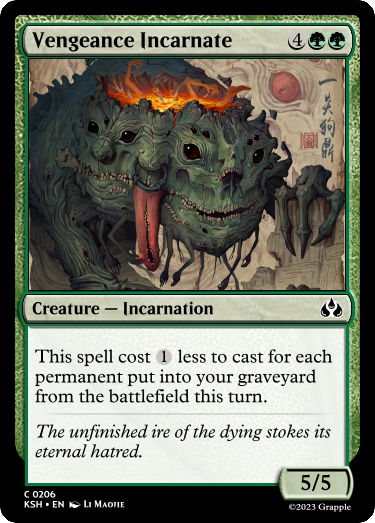 Vengeance Incarnate 4
Creature — Incarnation
This spell cost 1 less to cast for each
permanent put into your graveyard
from the battlefield this turn.
The unfinished ire of the dying stokes its
eternal hatred.
5/5
C 0206
KSH • EN Li Maojie
©2023 Grapple